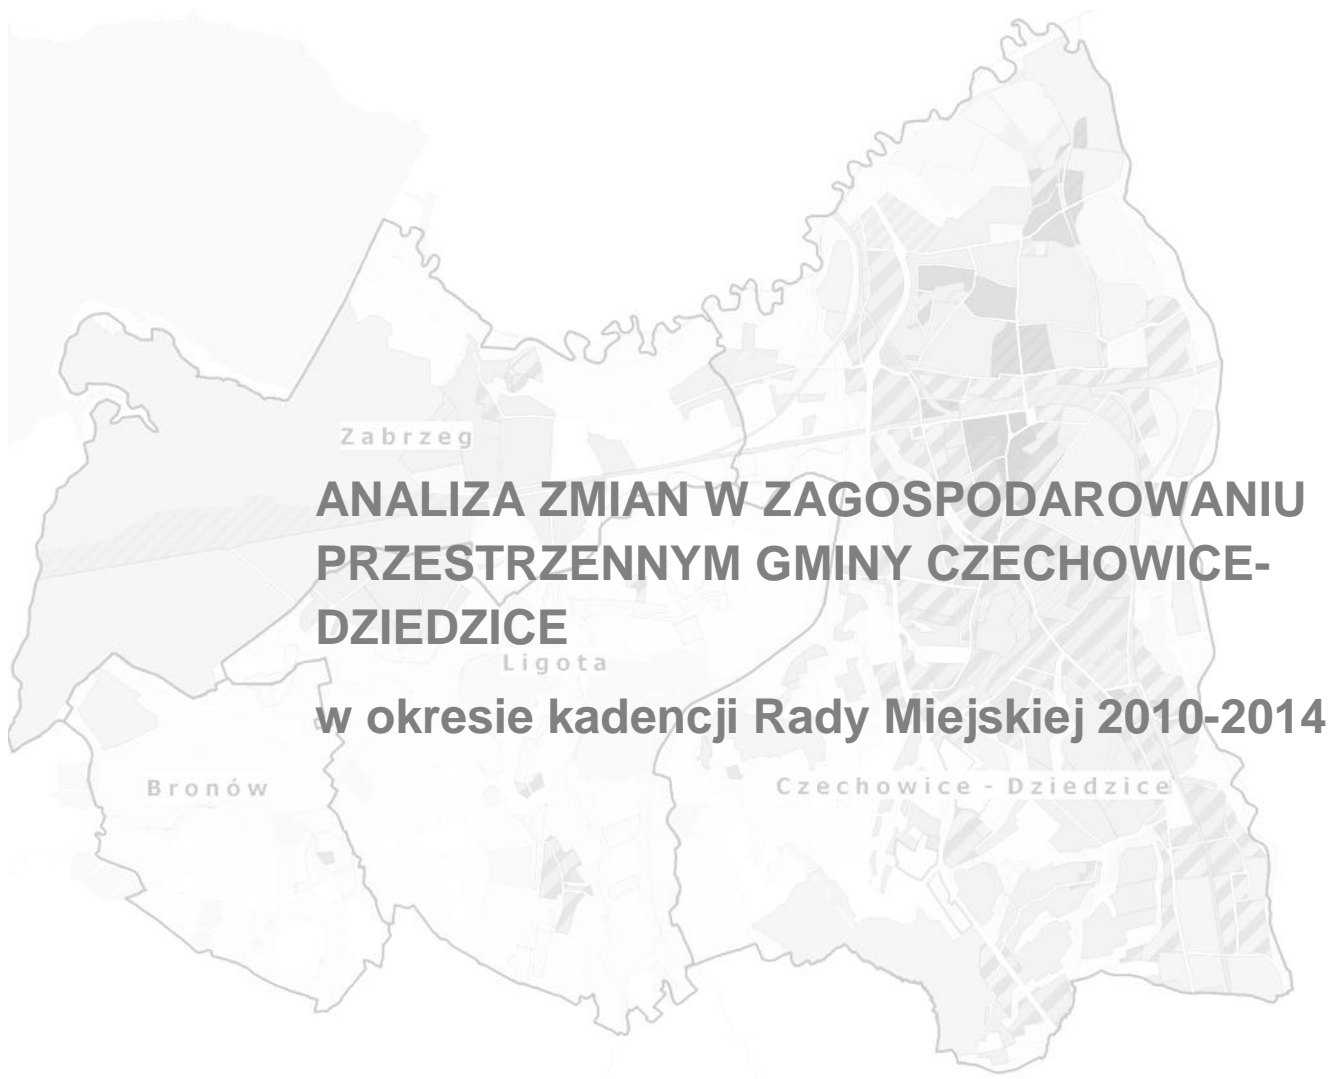 Zabrzeg
ANALIZA ZMIAN W ZAGOSPODAROWANIU
PRZESTRZENNYM GMINY CZECHOWICE-
DZIEDZICE
Ligota
w okresie kadencji Rady Miejskiej 2010-2014
Bronów
Czechowice - Dziedzice